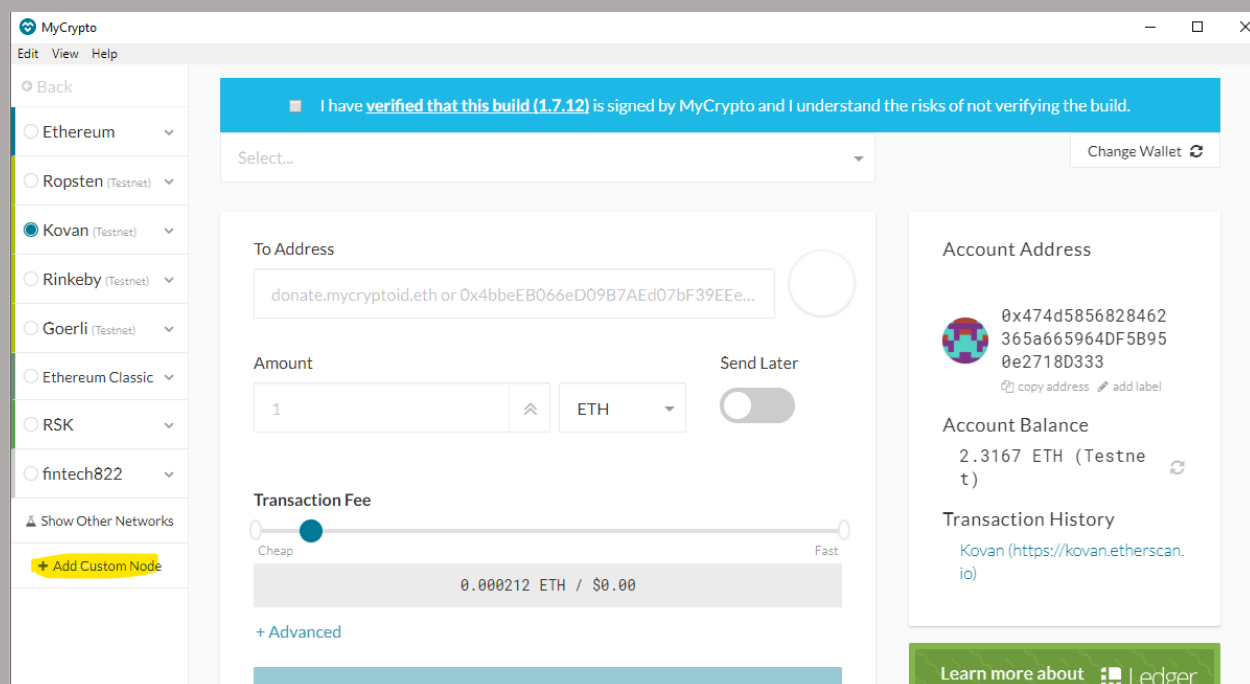 MyCrypto
Edit View Help
Back
Ethereum
Ropsten (Testnet)
Kovan (Testnet)
Rinkeby (Testnet)
Goerli (Testnet)
Ethereum Classic
RSK
fintech822
Show Other Networks
+ Add Custom Node
I have verified that this build (1.7.12) is signed by MyCrypto and I understand the risks of not verifying the build.
Select...
Change Wallet
To Address
donate.mycryptoid.eth or 0x4bbeEB066eD09B7AEd07bF39EEe...
Amount
Send Later
1
ETH
Transaction Fee
Cheap
Fast
0.000212 ETH / $0.00
+ Advanced
Account Address
0x474d5856828462
365a665964DF5B95
0e2718D333
copy address add label
Account Balance
2.3167 ETH (Testne
t)
Transaction History
Kovan (https://kovan.etherscan.
io)
Learn more about Ledger